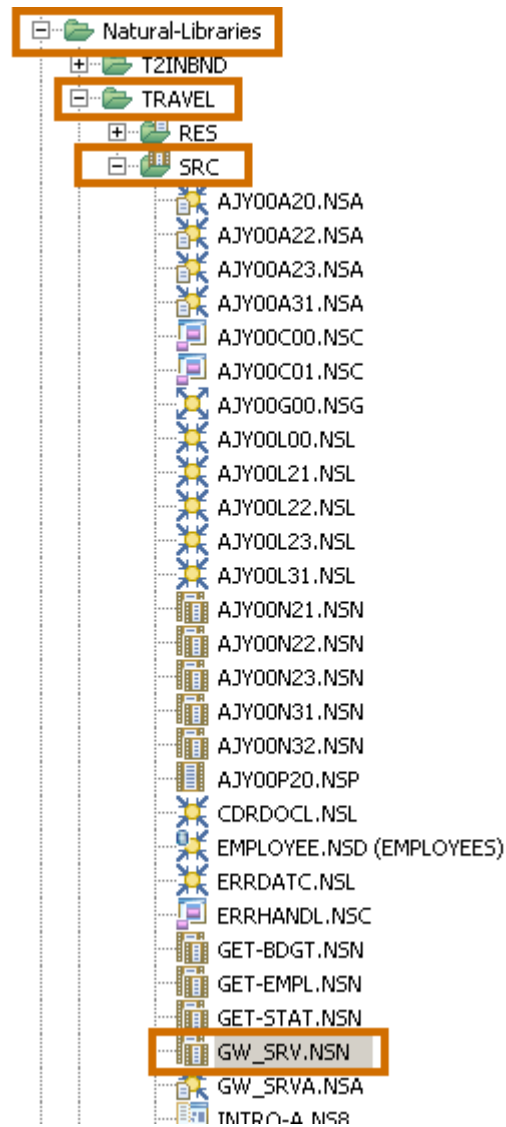 Natural-Libraries
T2INBND
TRAVEL
RES
SRC
AJY00A20.NSA
AJY00A22.NSA
AJY00A23.NSA
AJY00A31.NSA
AJY00C00.NSC
AJY00C01.NSC
AJY00G00.NSG
AJY00L00.NSL
AJY00L21.NSL
AJY00L22.NSL
AJY00L23.NSL
AJY00L31.NSL
AJY00N21.NSN
AJY00N22.NSN
AJY00N23.NSN
AJY00N31.NSN
AJY00N32.NSN
AJY00P20.NSP
CDRDOCL.NSL
EMPLOYEE.NSD (EMPLOYEES)
ERRDATC.NSL
ERRHANDL.NSC
GET-BDGT.NSN
GET-EMPL.NSN
GET-STAT.NSN
GW_SRV.NSN
GW_SRVA.NSA
INTRO-A.NS8